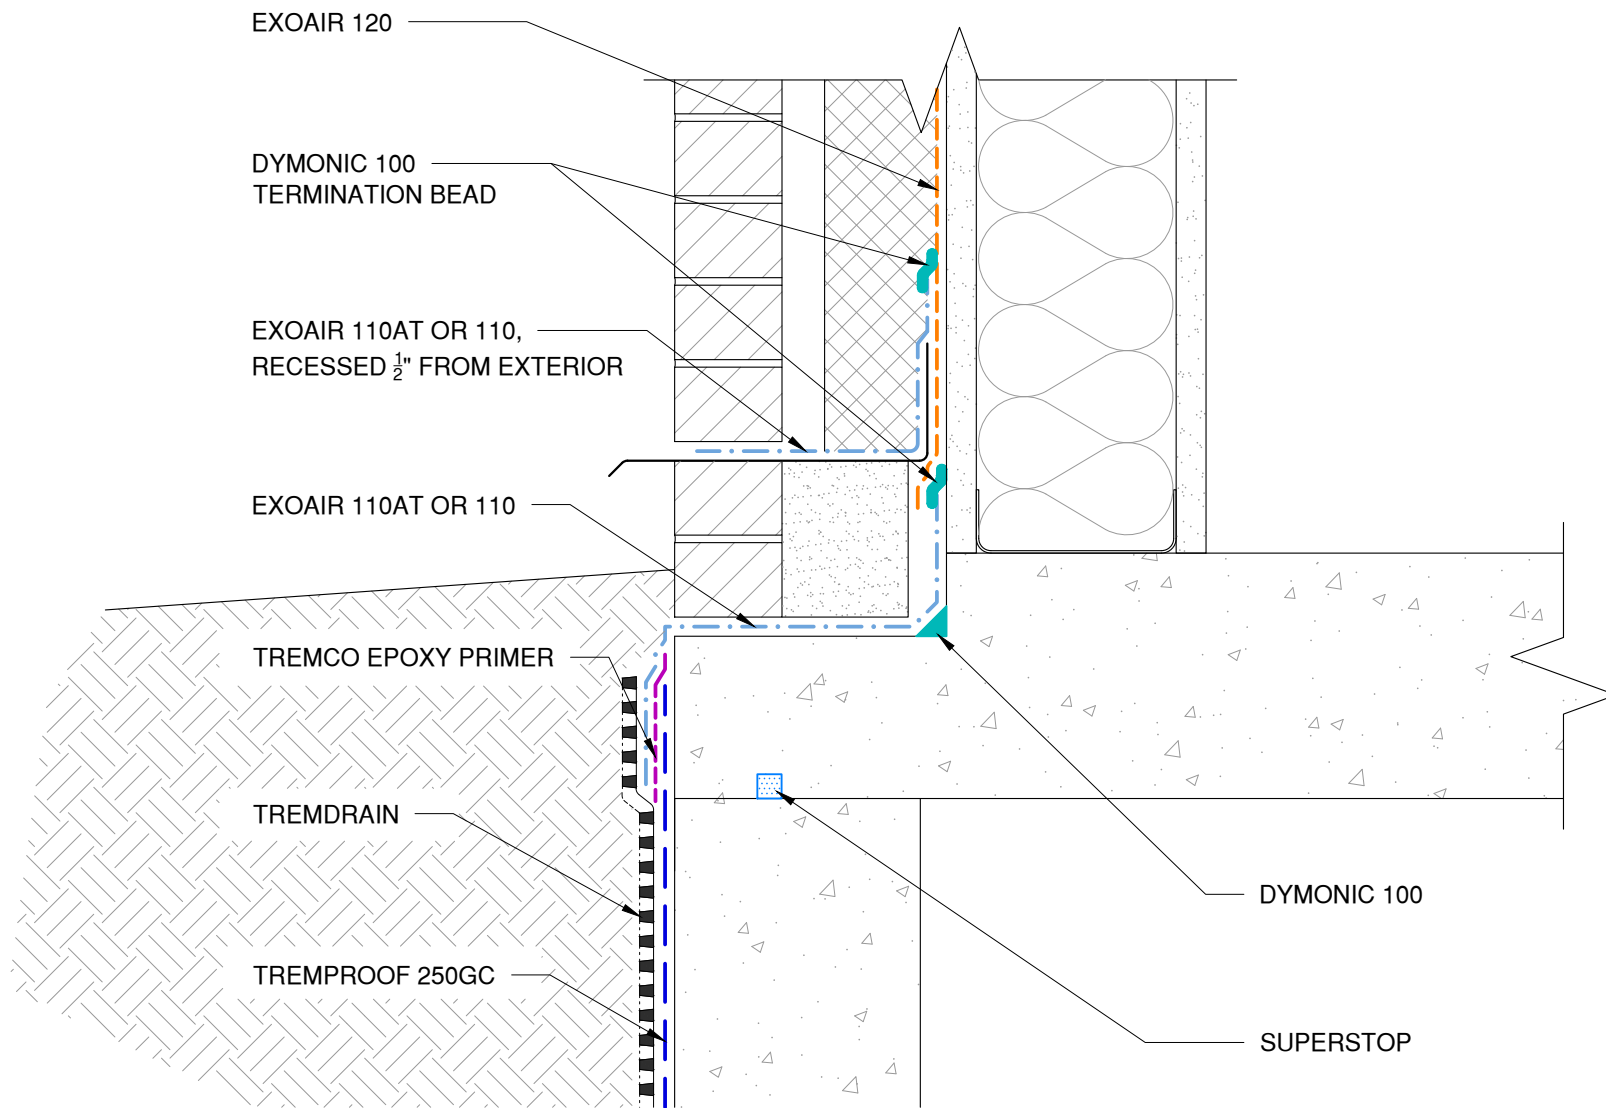 EXOAIR 120
DYMONIC 100
TERMINATION BEAD
EXOAIR 110AT OR 110,
RECESSED 1/2" FROM EXTERIOR
EXOAIR 110AT OR 110
TREMCO EPOXY PRIMER
TREMDRAIN
TREMPROOF 250GC
DYMONIC 100
SUPERSTOP